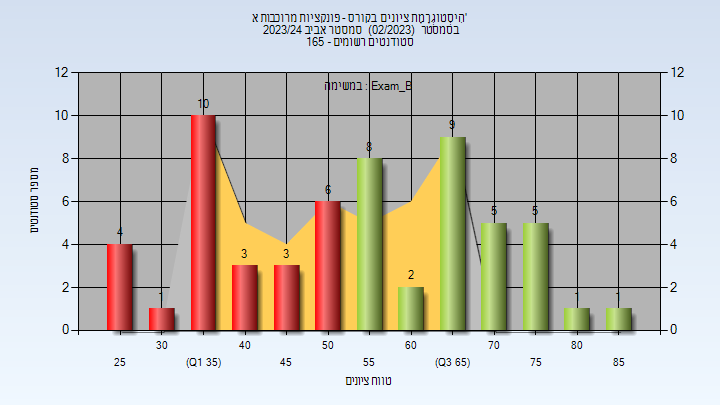 היסטוגרמת ציונים בקורס - פונקציות מרוכבות א'
בסמסטר (02/2023) סמסטר אביב 2023/24
סטודנטים רשומים - 165
במשימה : Exam_B
12 12
10 10
8 8
6 6
4 4
2 2
0 0
4 1 10 3 3 6 8 2 9 5 5 1 1
מספר סטודנטים
30 40 50 60 70 80
25 (Q1 35) 45 55 (Q3 65) 75 85
טווח ציונים